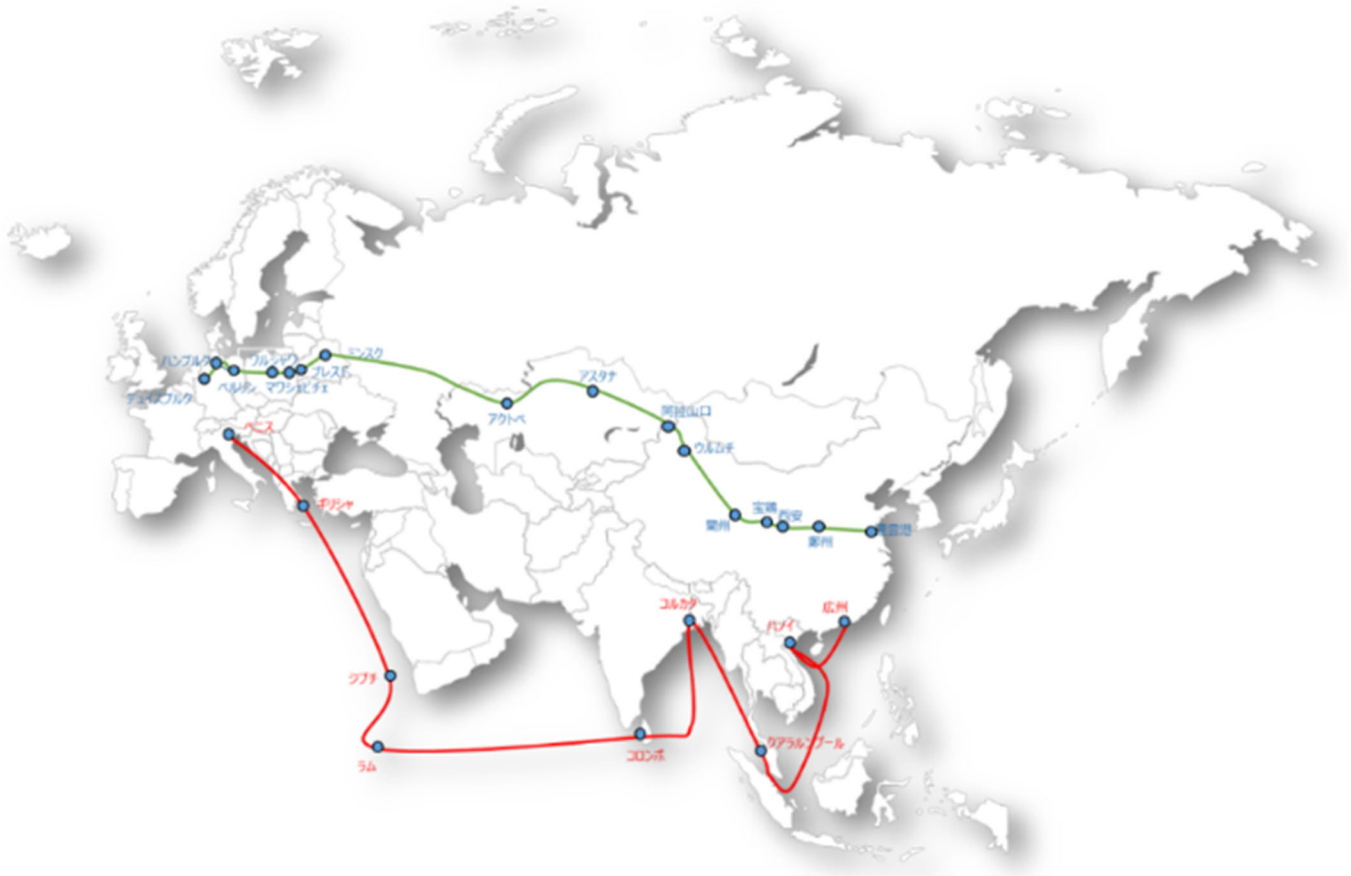 ハンブルク
ワルシャワ
ミンスク
ベルリン
マワシェビチェ
ブレスト
デュイスブルク
アクトベ
アスタナ
阿拉山口
ウルムチ
蘭州
宝鶏
西安
鄭州
連雲港
ベニス
ギリシャ
ジブチ
ラム
コロンボ
コルカタ
クアラルンプール
ハノイ
広州